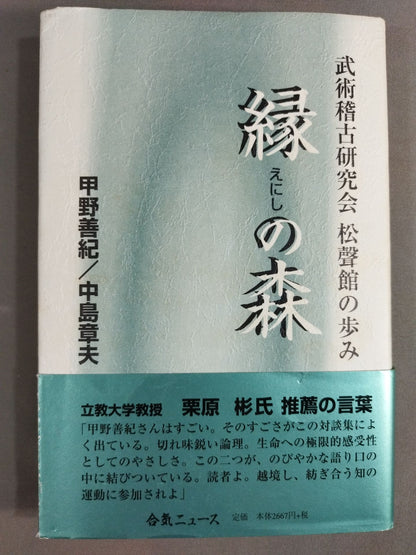 武術稽古研究会 松聲館の歩み
縁の森
えにし
甲野善紀／中島章夫
立教大学教授 栗原 彬氏 推薦の言葉
「甲野善紀さんはすごい。そのすごさがこの対談集によ
く出ている。切れ味鋭い論理。生命への極限的感受性
としてのやさしさ。この二つが、のびやかな語り口の
中に結びついている。読者よ。越境し、紡ぎ合う知の
運動に参加されよ」
合気ニュース 定価 本体2667円+税